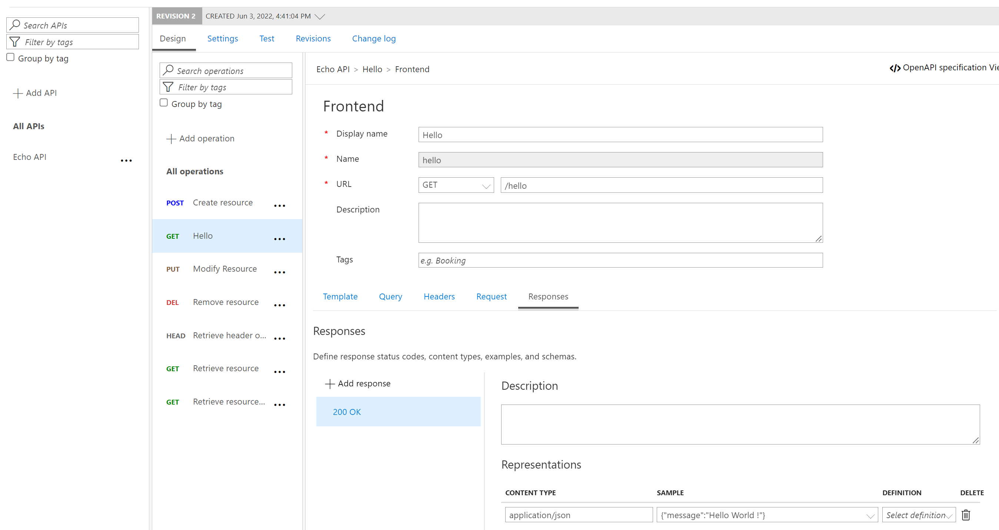 REVISION 2 CREATED Jun 3, 2022, 4:41:04 PM
Search APIs
Filter by tags
Group by tag
Add API
All APIs
Echo API
Design Settings Test Revisions Change log
Search operations
Filter by tags
Group by tag
Add operation
All operations
POST Create resource
GET Hello
PUT Modify Resource
DEL Remove resource
HEAD Retrieve header o...
GET Retrieve resource
GET Retrieve resource...
Echo API > Hello > Frontend
</> OpenAPI specification Vie
Frontend
* Display name Hello
* Name hello
* URL GET /hello
Description
Tags e.g. Booking
Template Query Headers Request Responses
Responses
Define response status codes, content types, examples, and schemas.
Add response
200 OK
Description
Representations
CONTENT TYPE SAMPLE DEFINITION DELETE
application/json {"message":"Hello World !"} Select definition